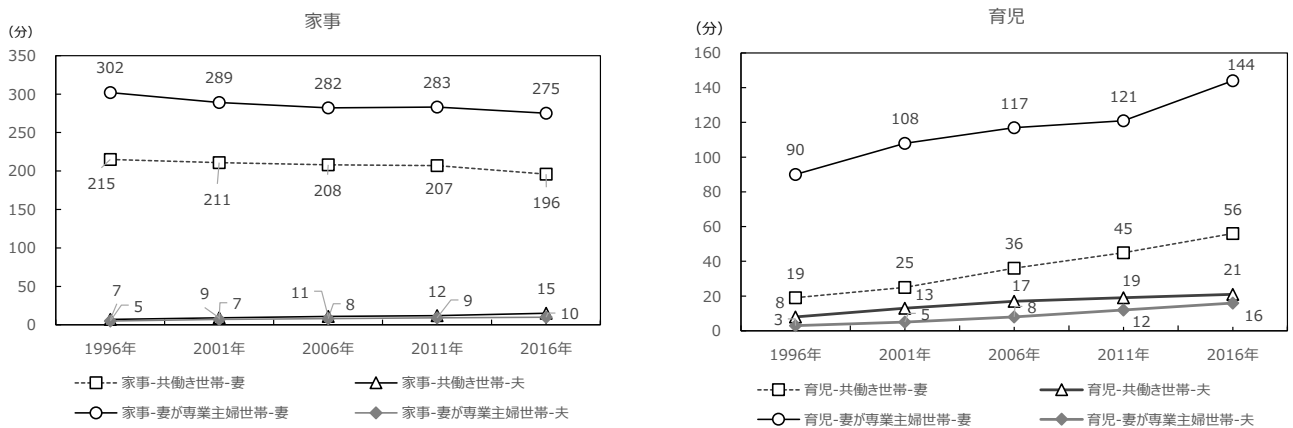 家事
(分)
350
300
250
200
150
100
50
0
302 289 282 283 275
215 211 208 207 196
7 9 11 12 15
5 7 8 9 10
1996年 2001年 2006年 2011年 2016年
家事-共働き世帯-妻 家事-共働き世帯-夫
家事-妻が専業主婦世帯-妻 家事-妻が専業主婦世帯-夫
育児
(分)
160
140
120
100
80
60
40
20
0
90 108 117 121 144
19 25 36 45 56
8 13 17 19 21
3 5 8 12 16
1996年 2001年 2006年 2011年 2016年
育児-共働き世帯-妻 育児-共働き世帯-夫
育児-妻が専業主婦世帯-妻 育児-妻が専業主婦世帯-夫